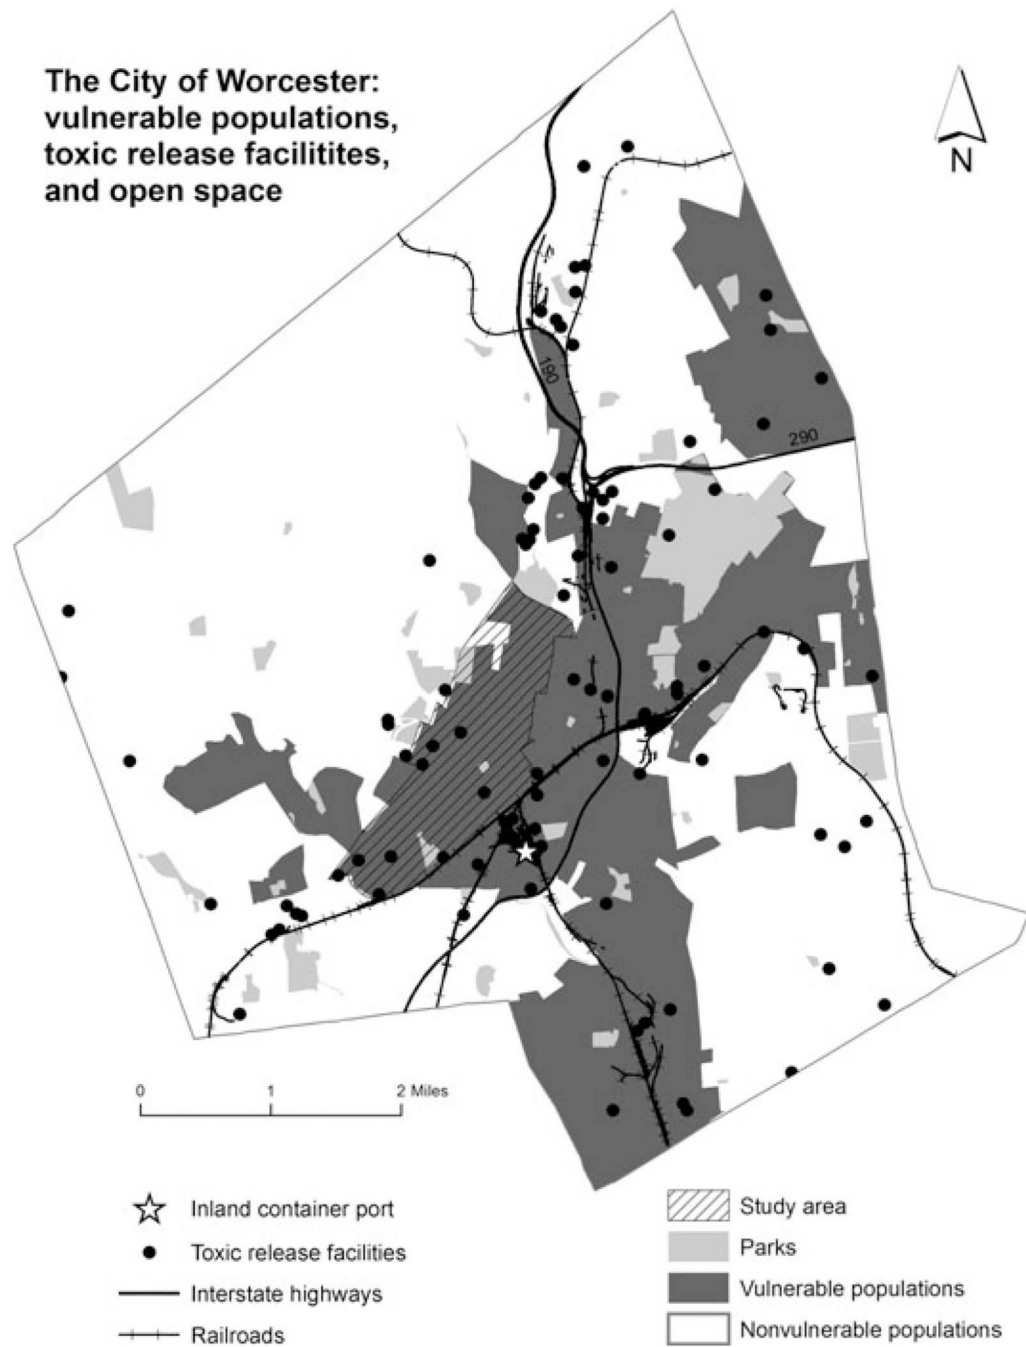 The City of Worcester:
vulnerable populations,
toxic release facilitites,
and open space
N
190
290
0 1 2 Miles
Inland container port
Toxic release facilities
Interstate highways
Railroads
Study area
Parks
Vulnerable populations
Nonvulnerable populations